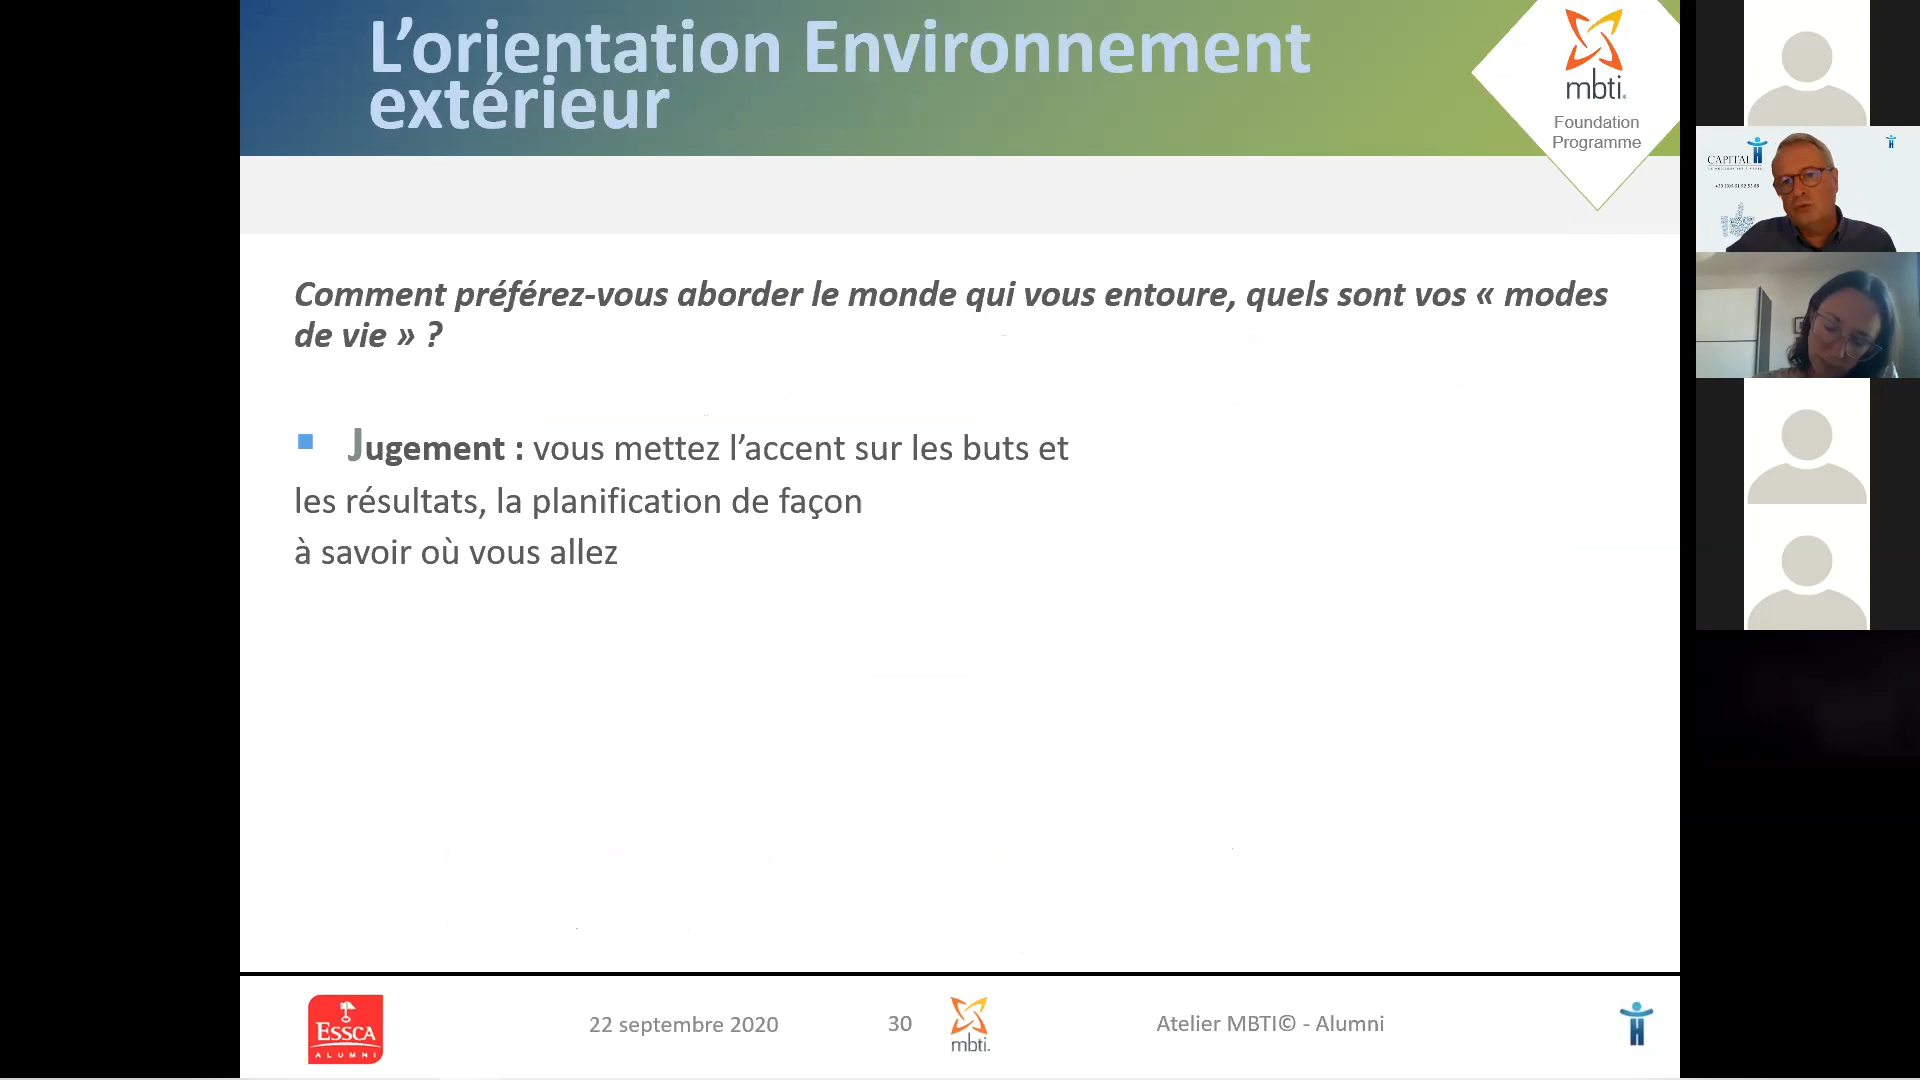 L’orientation Environnement
extérieur
mbti®
Foundation
Programme
CAPITAL H
Comment préférez-vous aborder le monde qui vous entoure, quels sont vos « modes
de vie » ?
Jugement : vous mettez l’accent sur les buts et
les résultats, la planification de façon
à savoir où vous allez
ESSCA
ALUMNI
22 septembre 2020
30
mbti.
Atelier MBTI© - Alumni